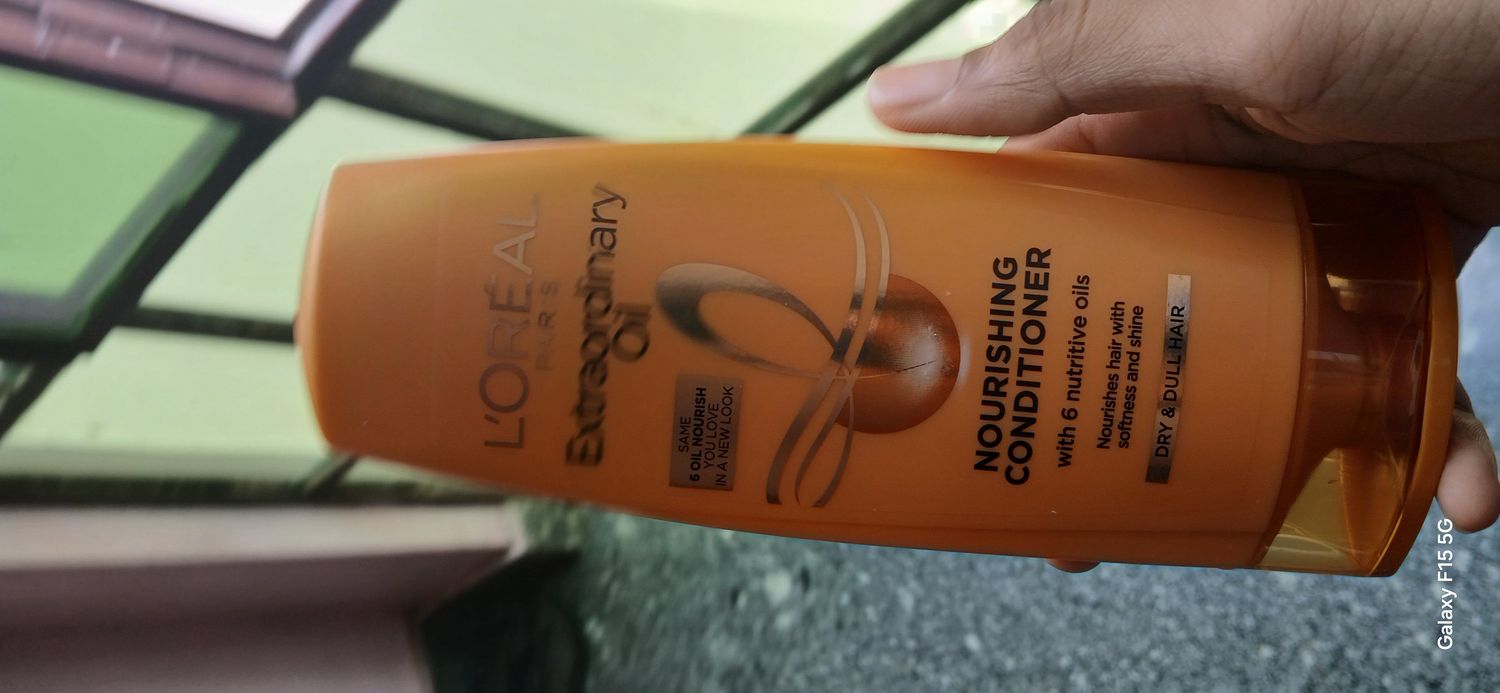 L'ORÉAL
PARIS
Extraordinary
Oil
SAME
6 OIL NOURISH
YOU LOVE
IN A NEW LOOK
NOURISHING
CONDITIONER
with 6 nutritive oils
Nourishes hair with
softness and shine
DRY & DULL HAIR
Galaxy F15 5G